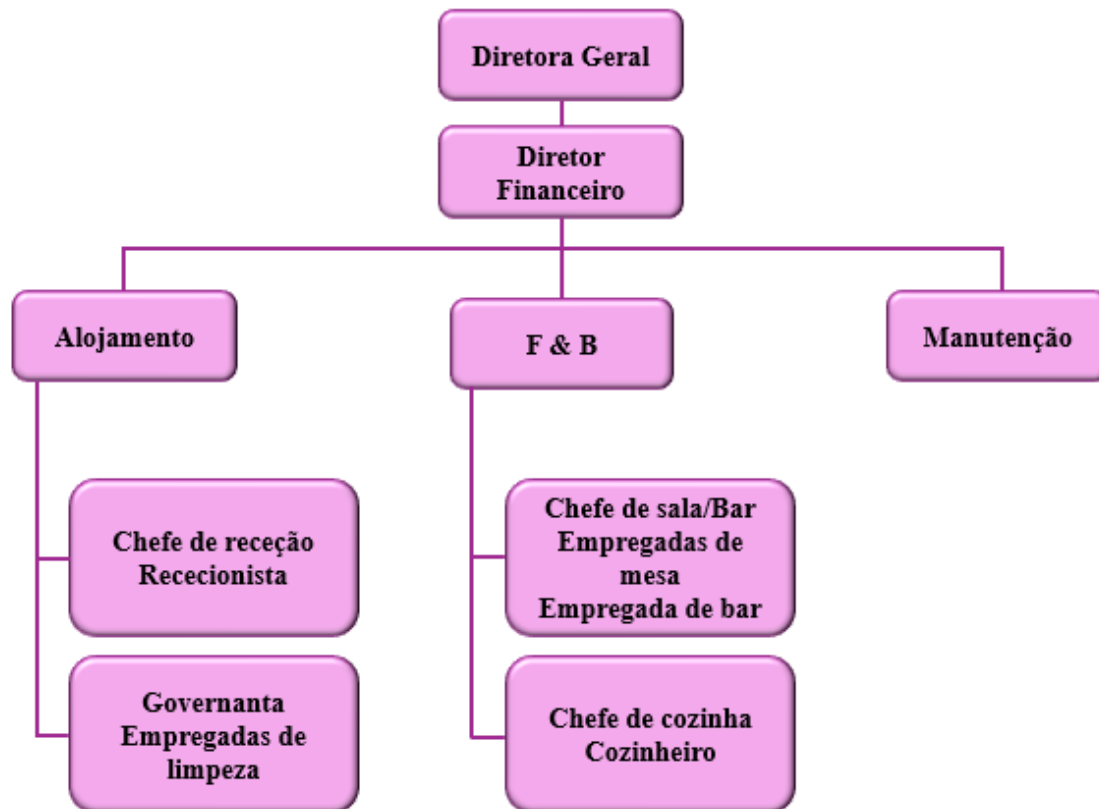 Diretora Geral
Diretor
Financeiro
Alojamento
F & B
Manutenção
Chefe de receção
Rececionista
Chefe de sala/Bar
Empregadas de
mesa
Empregada de bar
Governanta
Empregadas de
limpeza
Chefe de cozinha
Cozinheiro